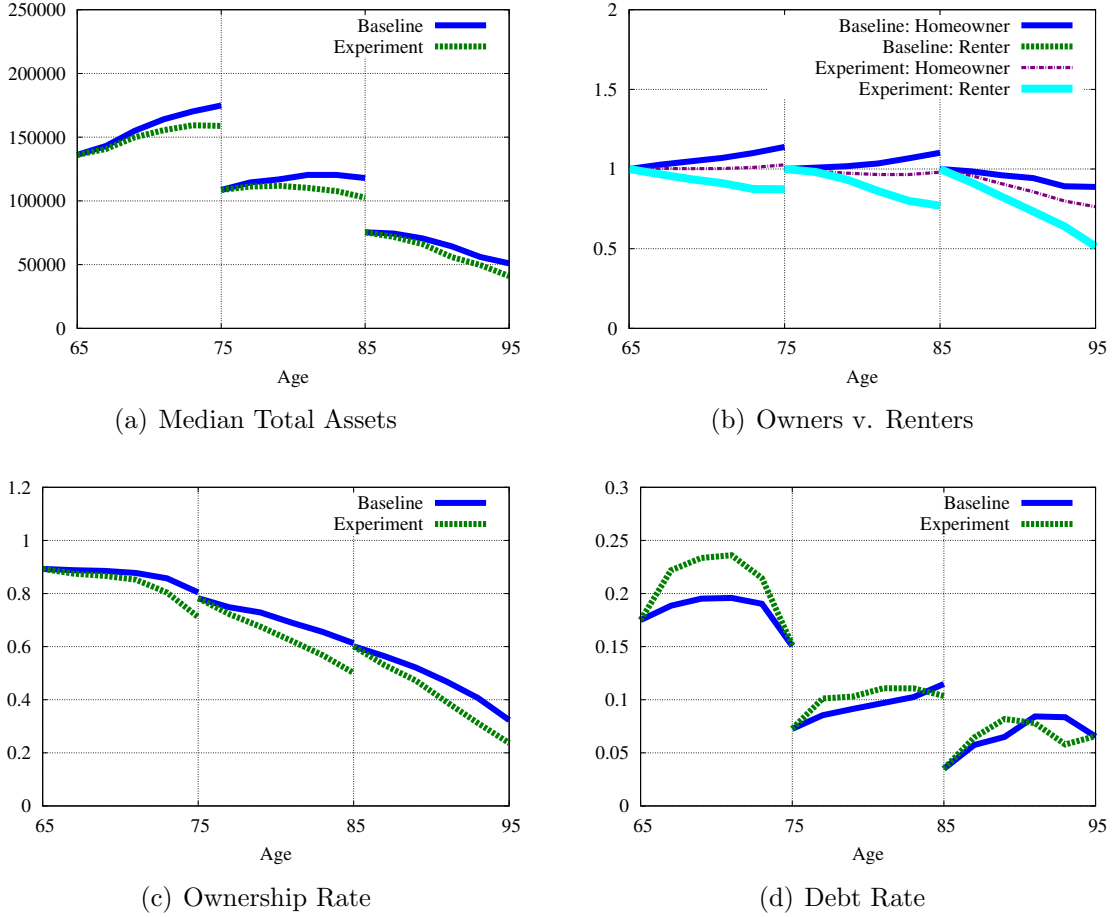 250000
200000
150000
100000
50000
0
65 75 85 95
Age
Baseline
Experiment
(a) Median Total Assets
2
1.5
1
0.5
0
65 75 85 95
Age
Baseline: Homeowner
Baseline: Renter
Experiment: Homeowner
Experiment: Renter
(b) Owners v. Renters
1.2
1
0.8
0.6
0.4
0.2
0
65 75 85 95
Age
Baseline
Experiment
(c) Ownership Rate
0.3
0.25
0.2
0.15
0.1
0.05
0
65 75 85 95
Age
Baseline
Experiment
(d) Debt Rate